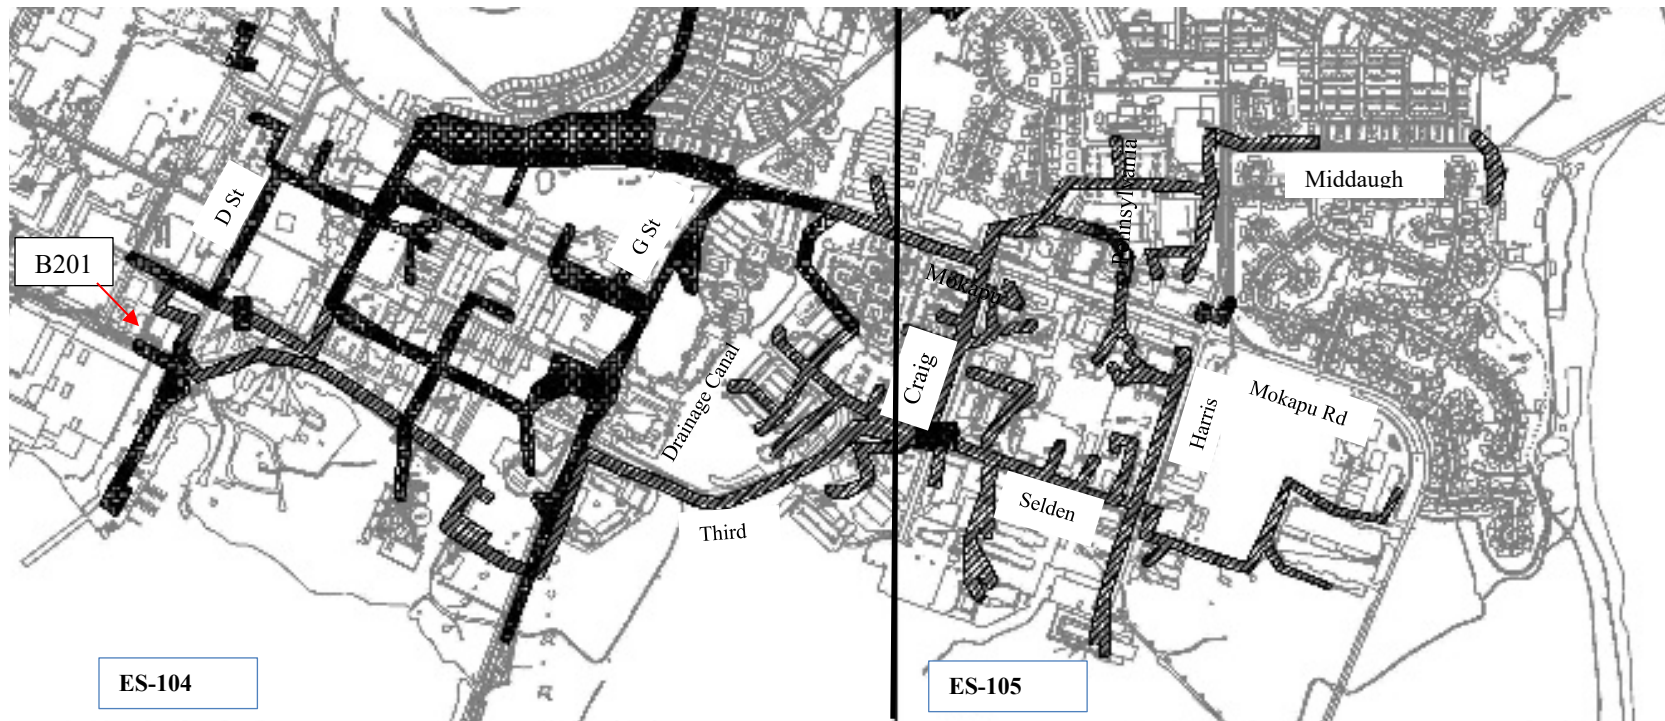 B201
D St
G St
Drainage Canal
Third
ES-104
Pennsylvania
Middaugh
Mokapu
Craig
Harris
Mokapu Rd
Selden
ES-105